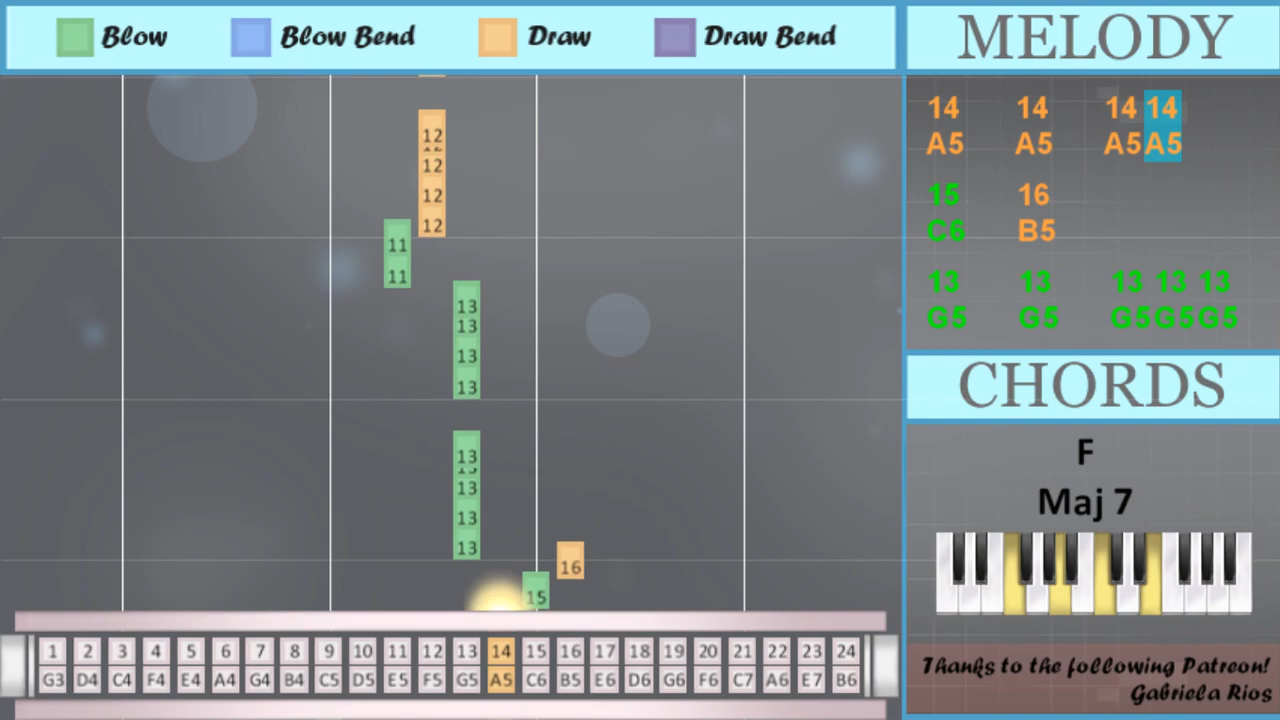 Blow Blow Bend Draw Draw Bend
MELODY
14 14 14 14
A5 A5 A5 A5
15 16
C6 B5
13 13 13 13 13
G5 G5 G5 G5 G5
CHORDS
F
Maj 7
Thanks to the following Patreon!
Gabriela Rios
12
12
12
12
11
11
13
13
13
13
13
13
13
13
13
16
15
1 2 3 4 5 6 7 8 9 10 11 12 13 14 15 16 17 18 19 20 21 22 23 24
G3 D4 C4 F4 E4 A4 G4 B4 C5 D5 E5 F5 G5 A5 C6 B5 E6 D6 G6 F6 C7 A6 E7 B6